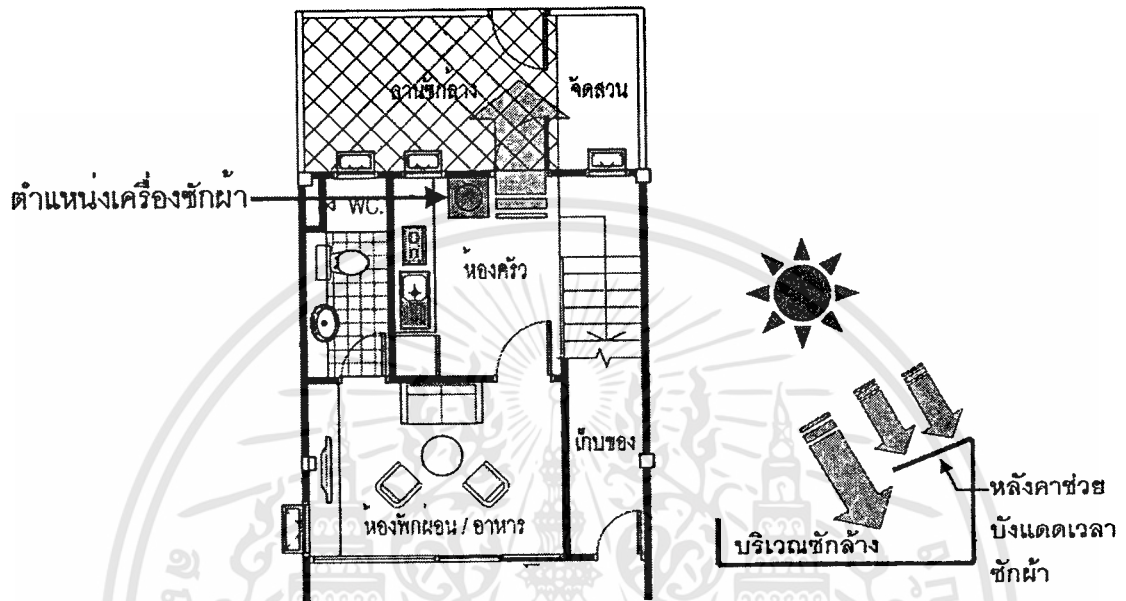 ลานซักล้าง
จัดสวน
ตำแหน่งเครื่องซักผ้า
WC.
ห้องครัว
เก็บของ
ห้องพักผ่อน / อาหาร
หลังคาช่วย
บังแดดเวลา
ซักผ้า
บริเวณซักล้าง